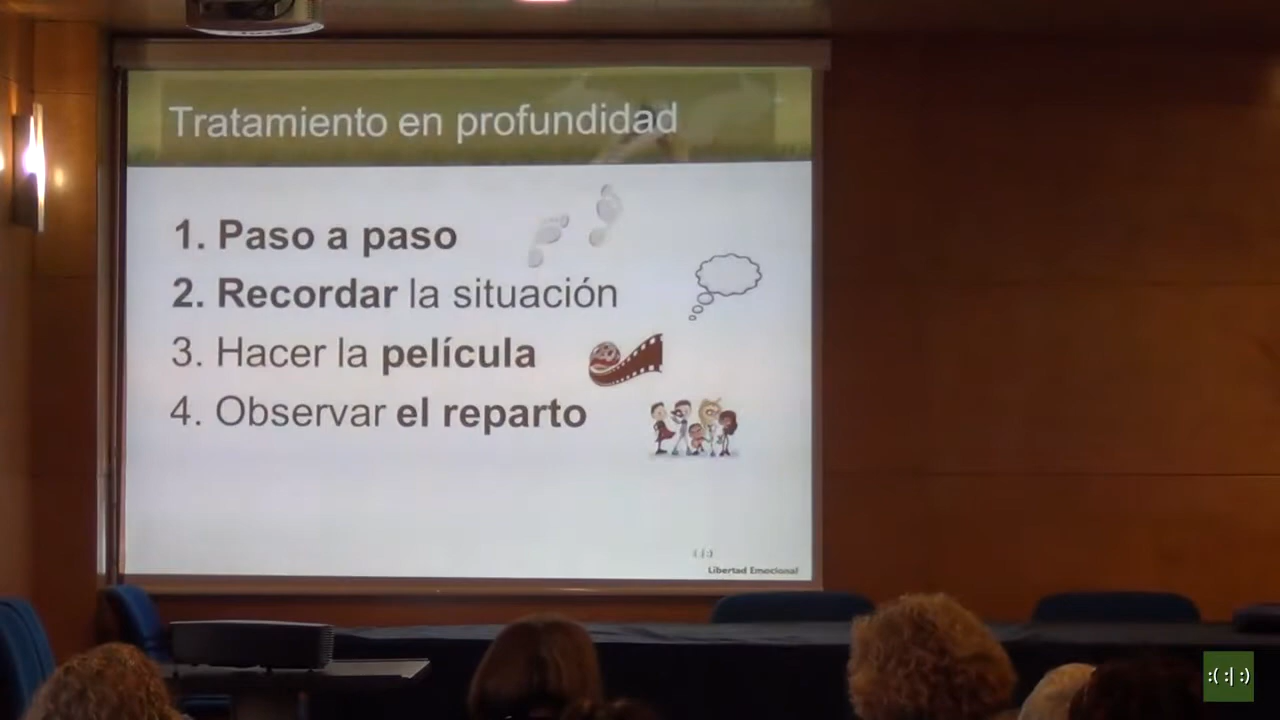 Tratamiento en profundidad
1. Paso a paso
2. Recordar la situación
3. Hacer la película
4. Observar el reparto
:(:|:)
Libertad Emocional
:( :| :)